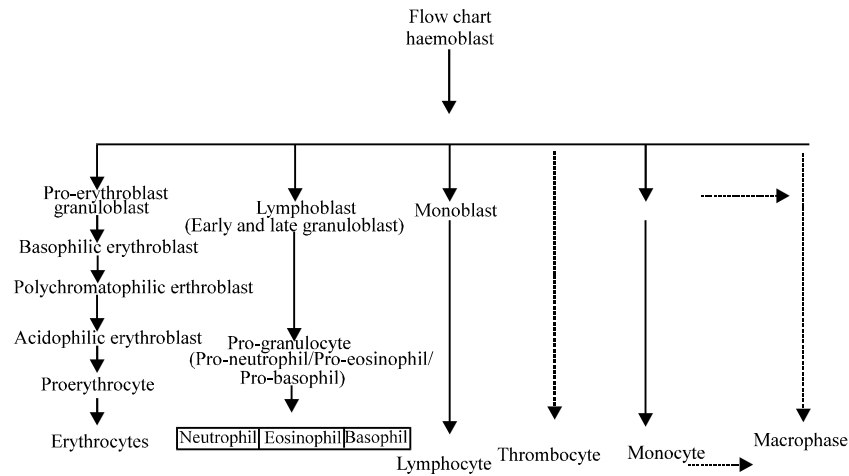 Flow chart
haemoblast
Pro-erythroblast
granuloblast
Lymphoblast
(Early and late granuloblast)
Monoblast
Basophilic erythroblast
Polychromatophilic erthroblast
Acidophilic erythroblast
Pro-granulocyte
(Pro-neutrophil/Pro-eosinophil/
Pro-basophil)
Proerythrocyte
Erythrocytes
Neutrophil Eosinophil Basophil
Lymphocyte
Thrombocyte
Monocyte
Macrophase